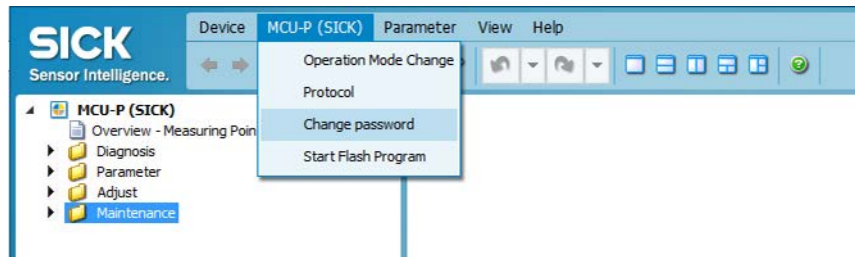 SICK
Sensor Intelligence.
Device MCU-P (SICK) Parameter View Help
Operation Mode Change
Protocol
Change password
Start Flash Program
MCU-P (SICK)
Overview - Measuring Poin
Diagnosis
Parameter
Adjust
Maintenance